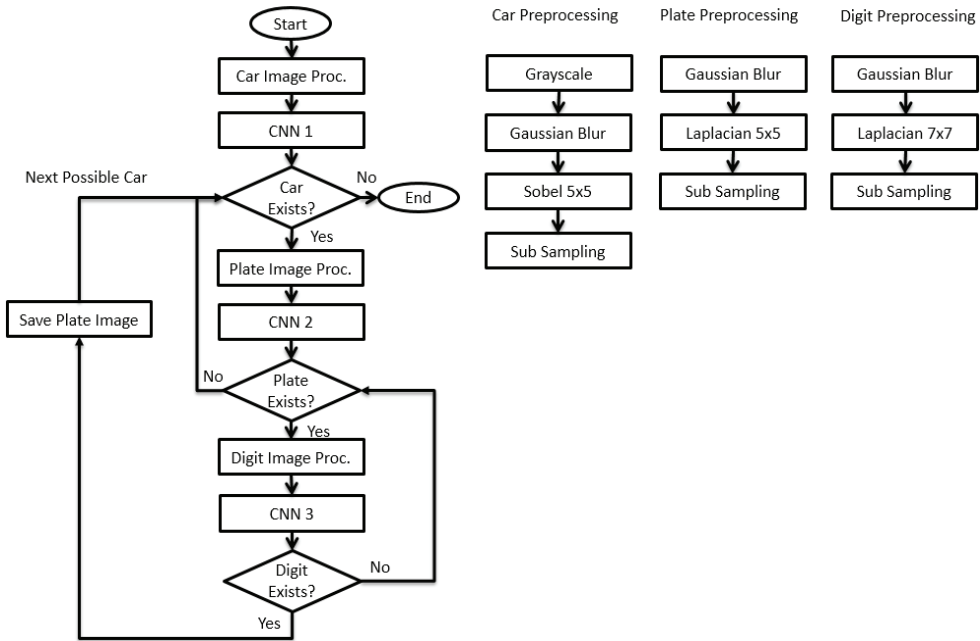 Start
Car Image Proc.
CNN 1
Next Possible Car
Car
Exists?
No
End
Yes
Plate Image Proc.
Save Plate Image
CNN 2
Plate
Exists?
No
Yes
Digit Image Proc.
CNN 3
Digit
Exists?
No
Yes
Car Preprocessing
Grayscale
Gaussian Blur
Sobel 5x5
Sub Sampling
Plate Preprocessing
Gaussian Blur
Laplacian 5x5
Sub Sampling
Digit Preprocessing
Gaussian Blur
Laplacian 7x7
Sub Sampling